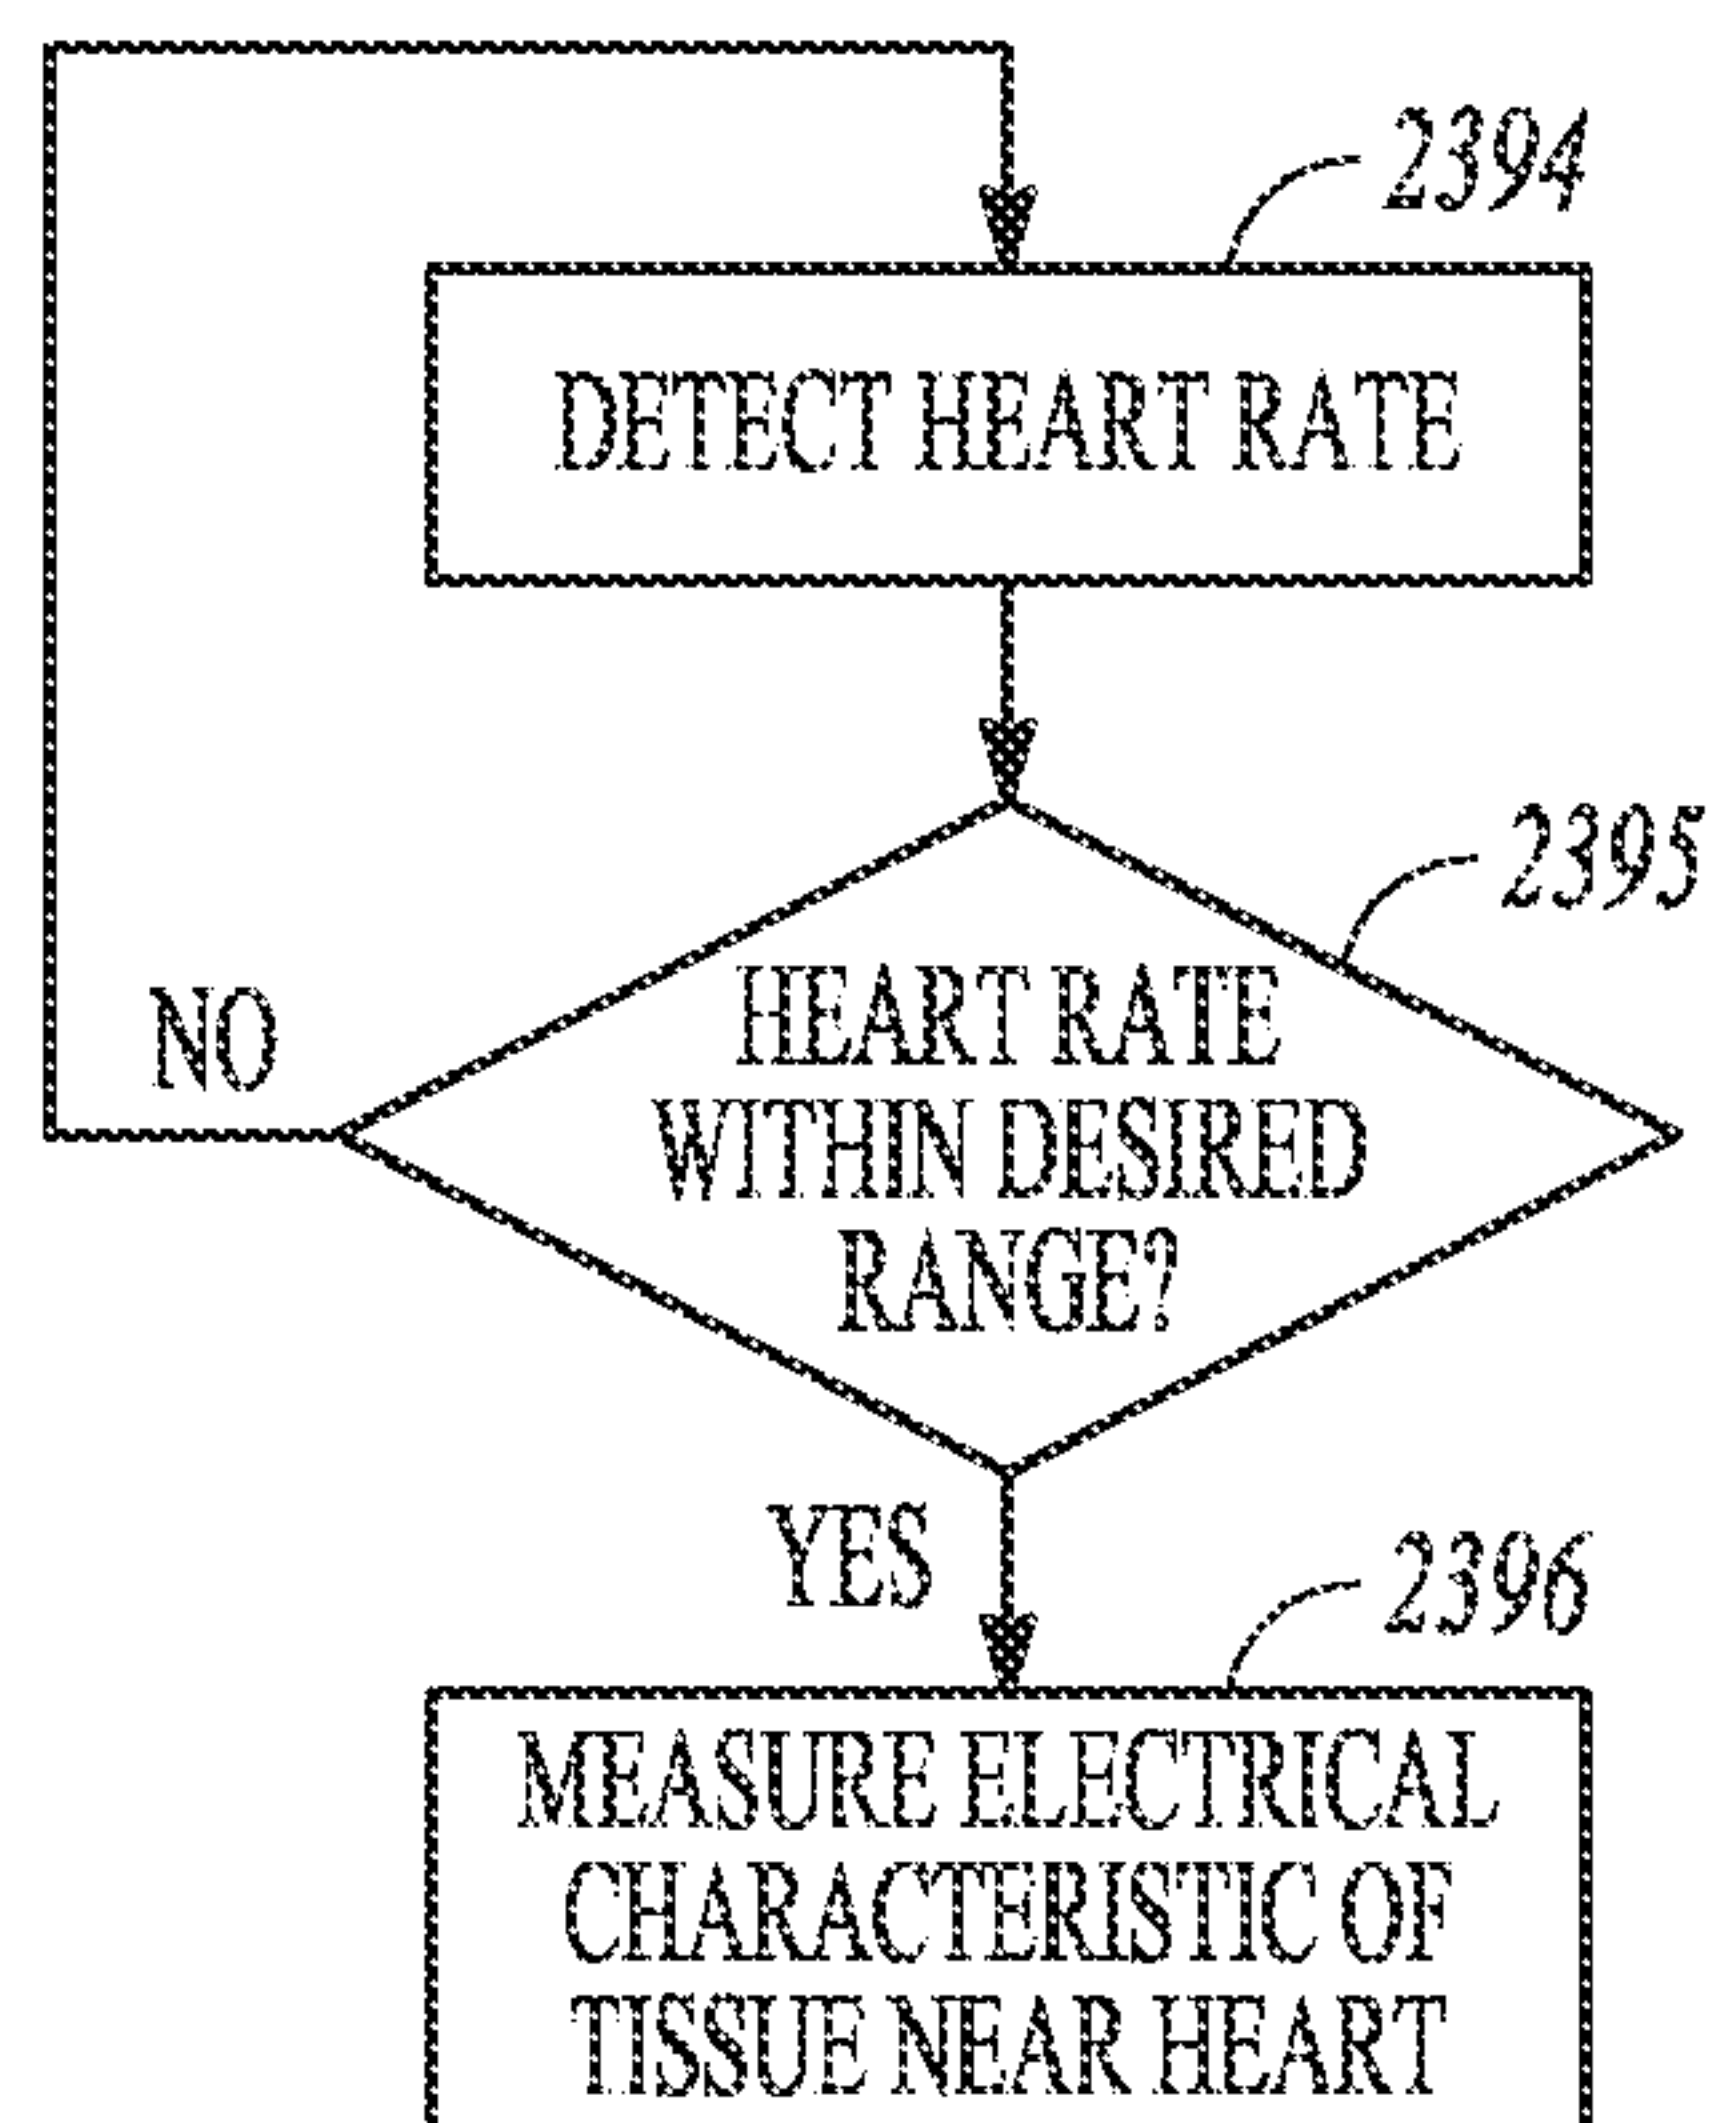 2394
DETECT HEART RATE
2395
HEART RATE
WITHIN DESIRED
RANGE?
NO
YES
2396
MEASURE ELECTRICAL
CHARACTERISTIC OF
TISSUE NEAR HEART